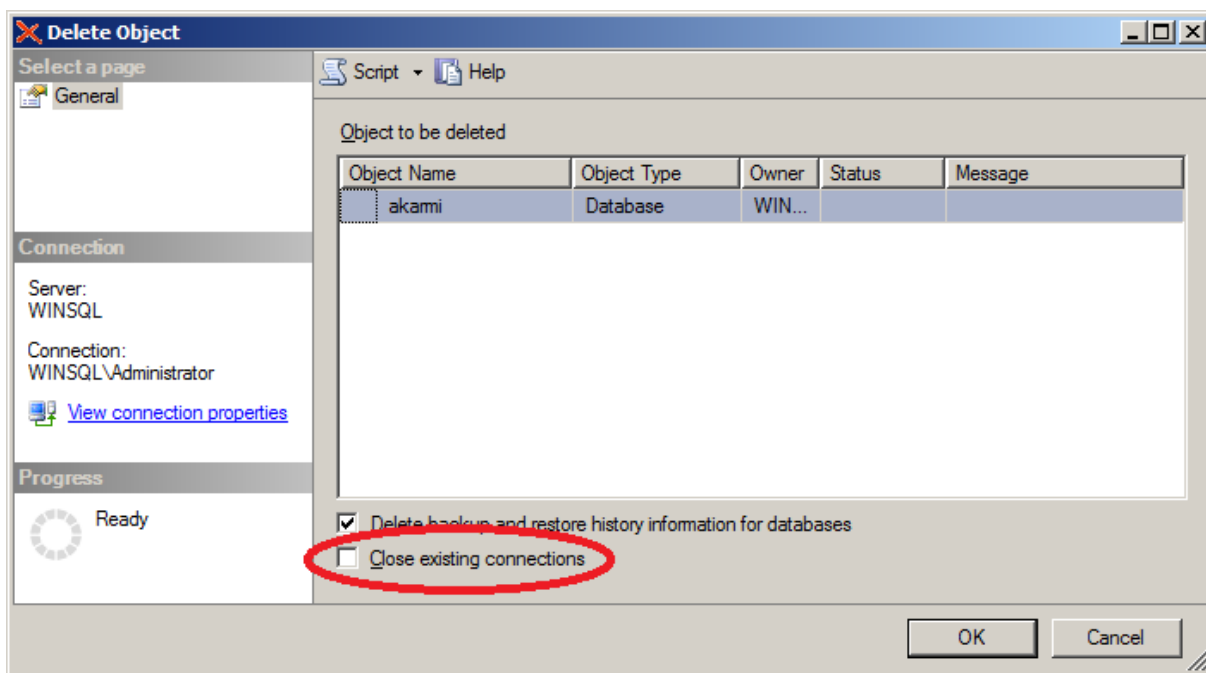 Delete Object
Select a page
General
Script Help
Object to be deleted
Object Name Object Type Owner Status Message
akarmi Database WIN...
Connection
Server:
WINSQL
Connection:
WINSQL\Administrator
View connection properties
Progress
Ready
Delete backup and restore history information for databases
Close existing connections
OK Cancel